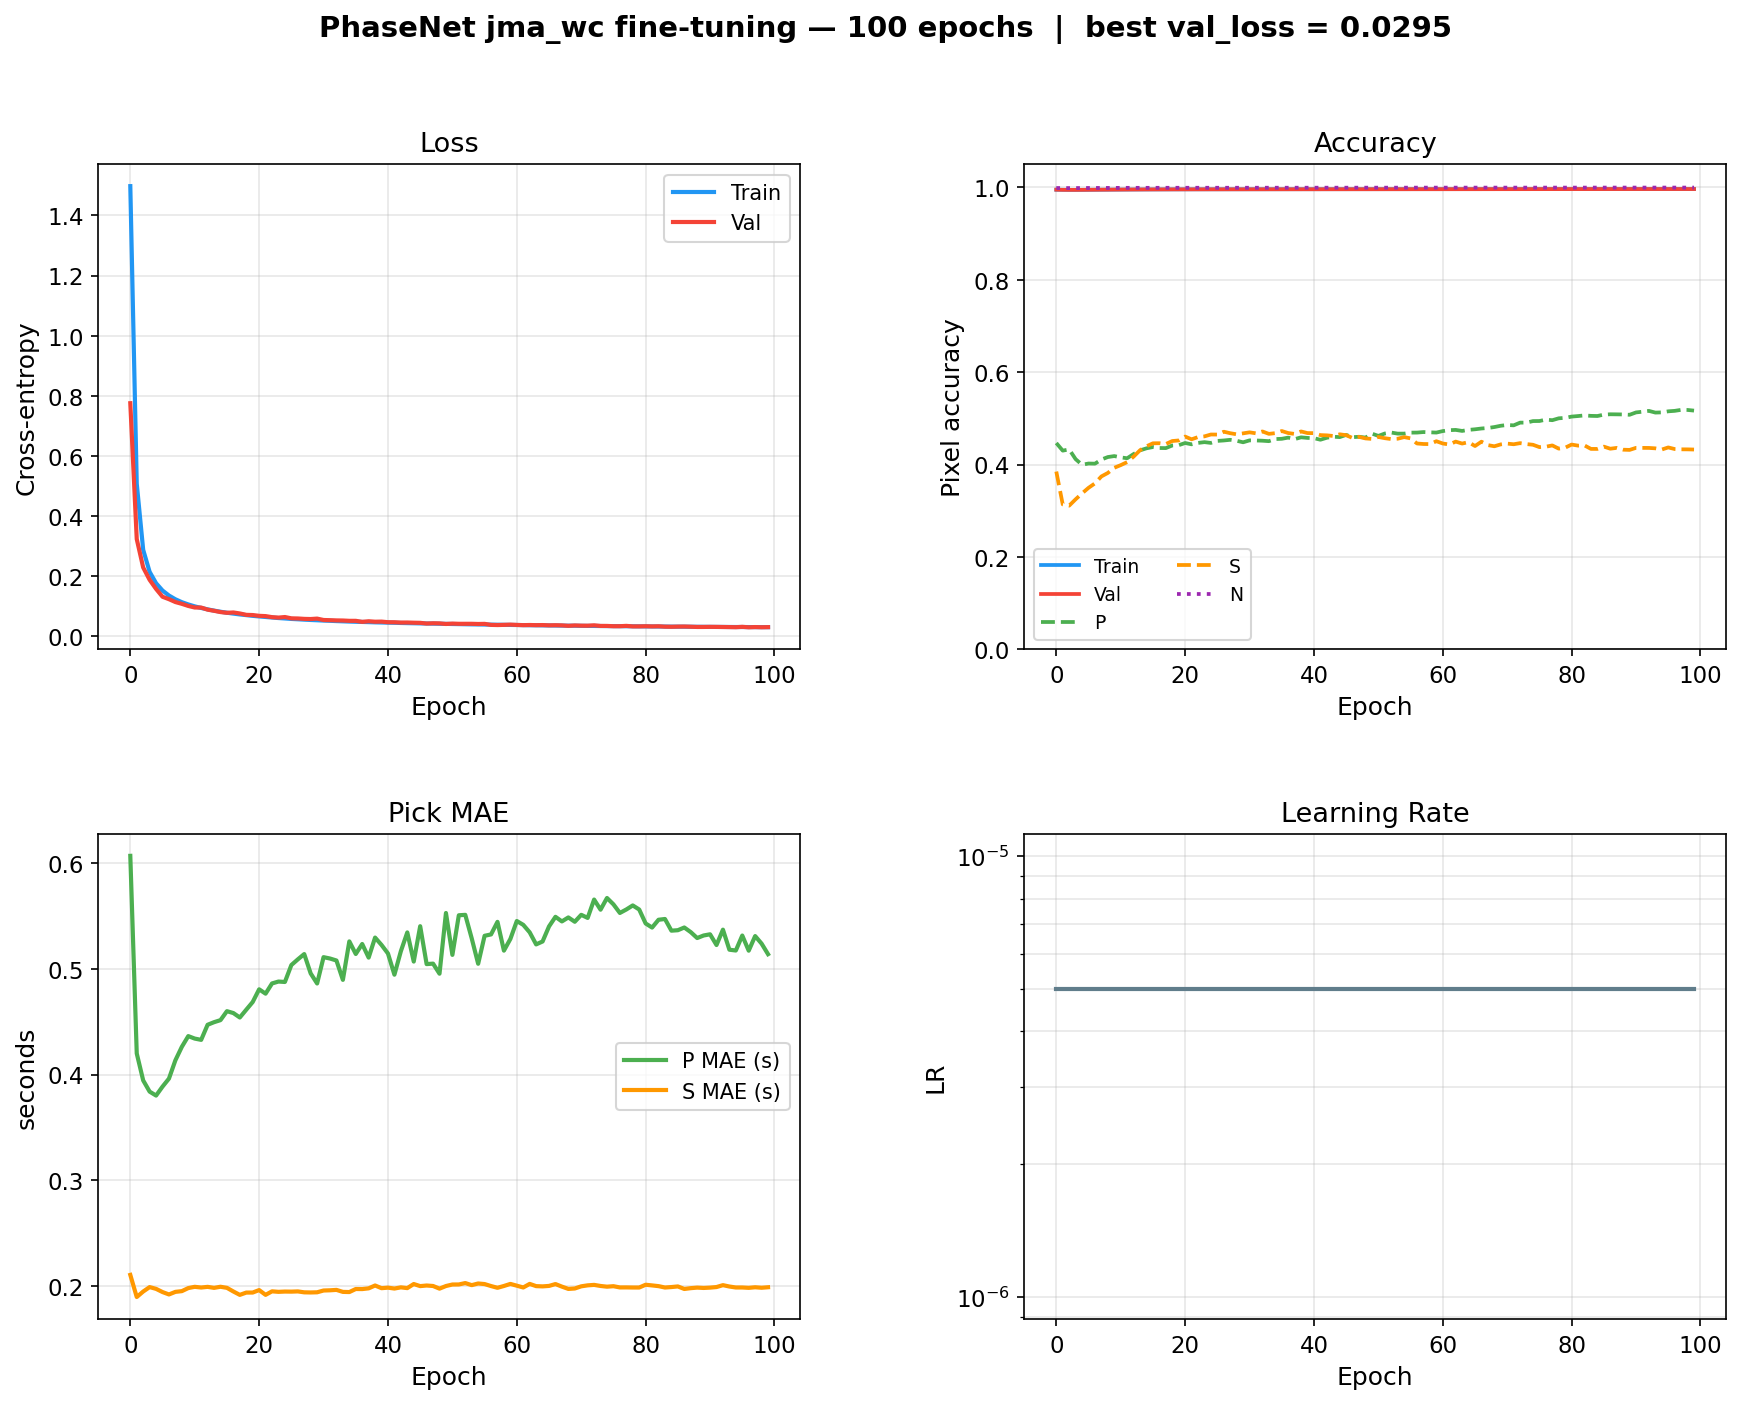 PhaseNet jma_wc fine-tuning — 100 epochs | best val_loss = 0.0295
Loss
Cross-entropy
1.4
1.2
1.0
0.8
0.6
0.4
0.2
0.0
Train
Val
0 20 40 60 80 100
Epoch
Accuracy
Pixel accuracy
1.0
0.8
0.6
0.4
0.2
0.0
Train
Val
P
S
N
0 20 40 60 80 100
Epoch
Pick MAE
seconds
0.6
0.5
0.4
0.3
0.2
P MAE (s)
S MAE (s)
0 20 40 60 80 100
Epoch
Learning Rate
LR
10⁻⁵
10⁻⁶
0 20 40 60 80 100
Epoch